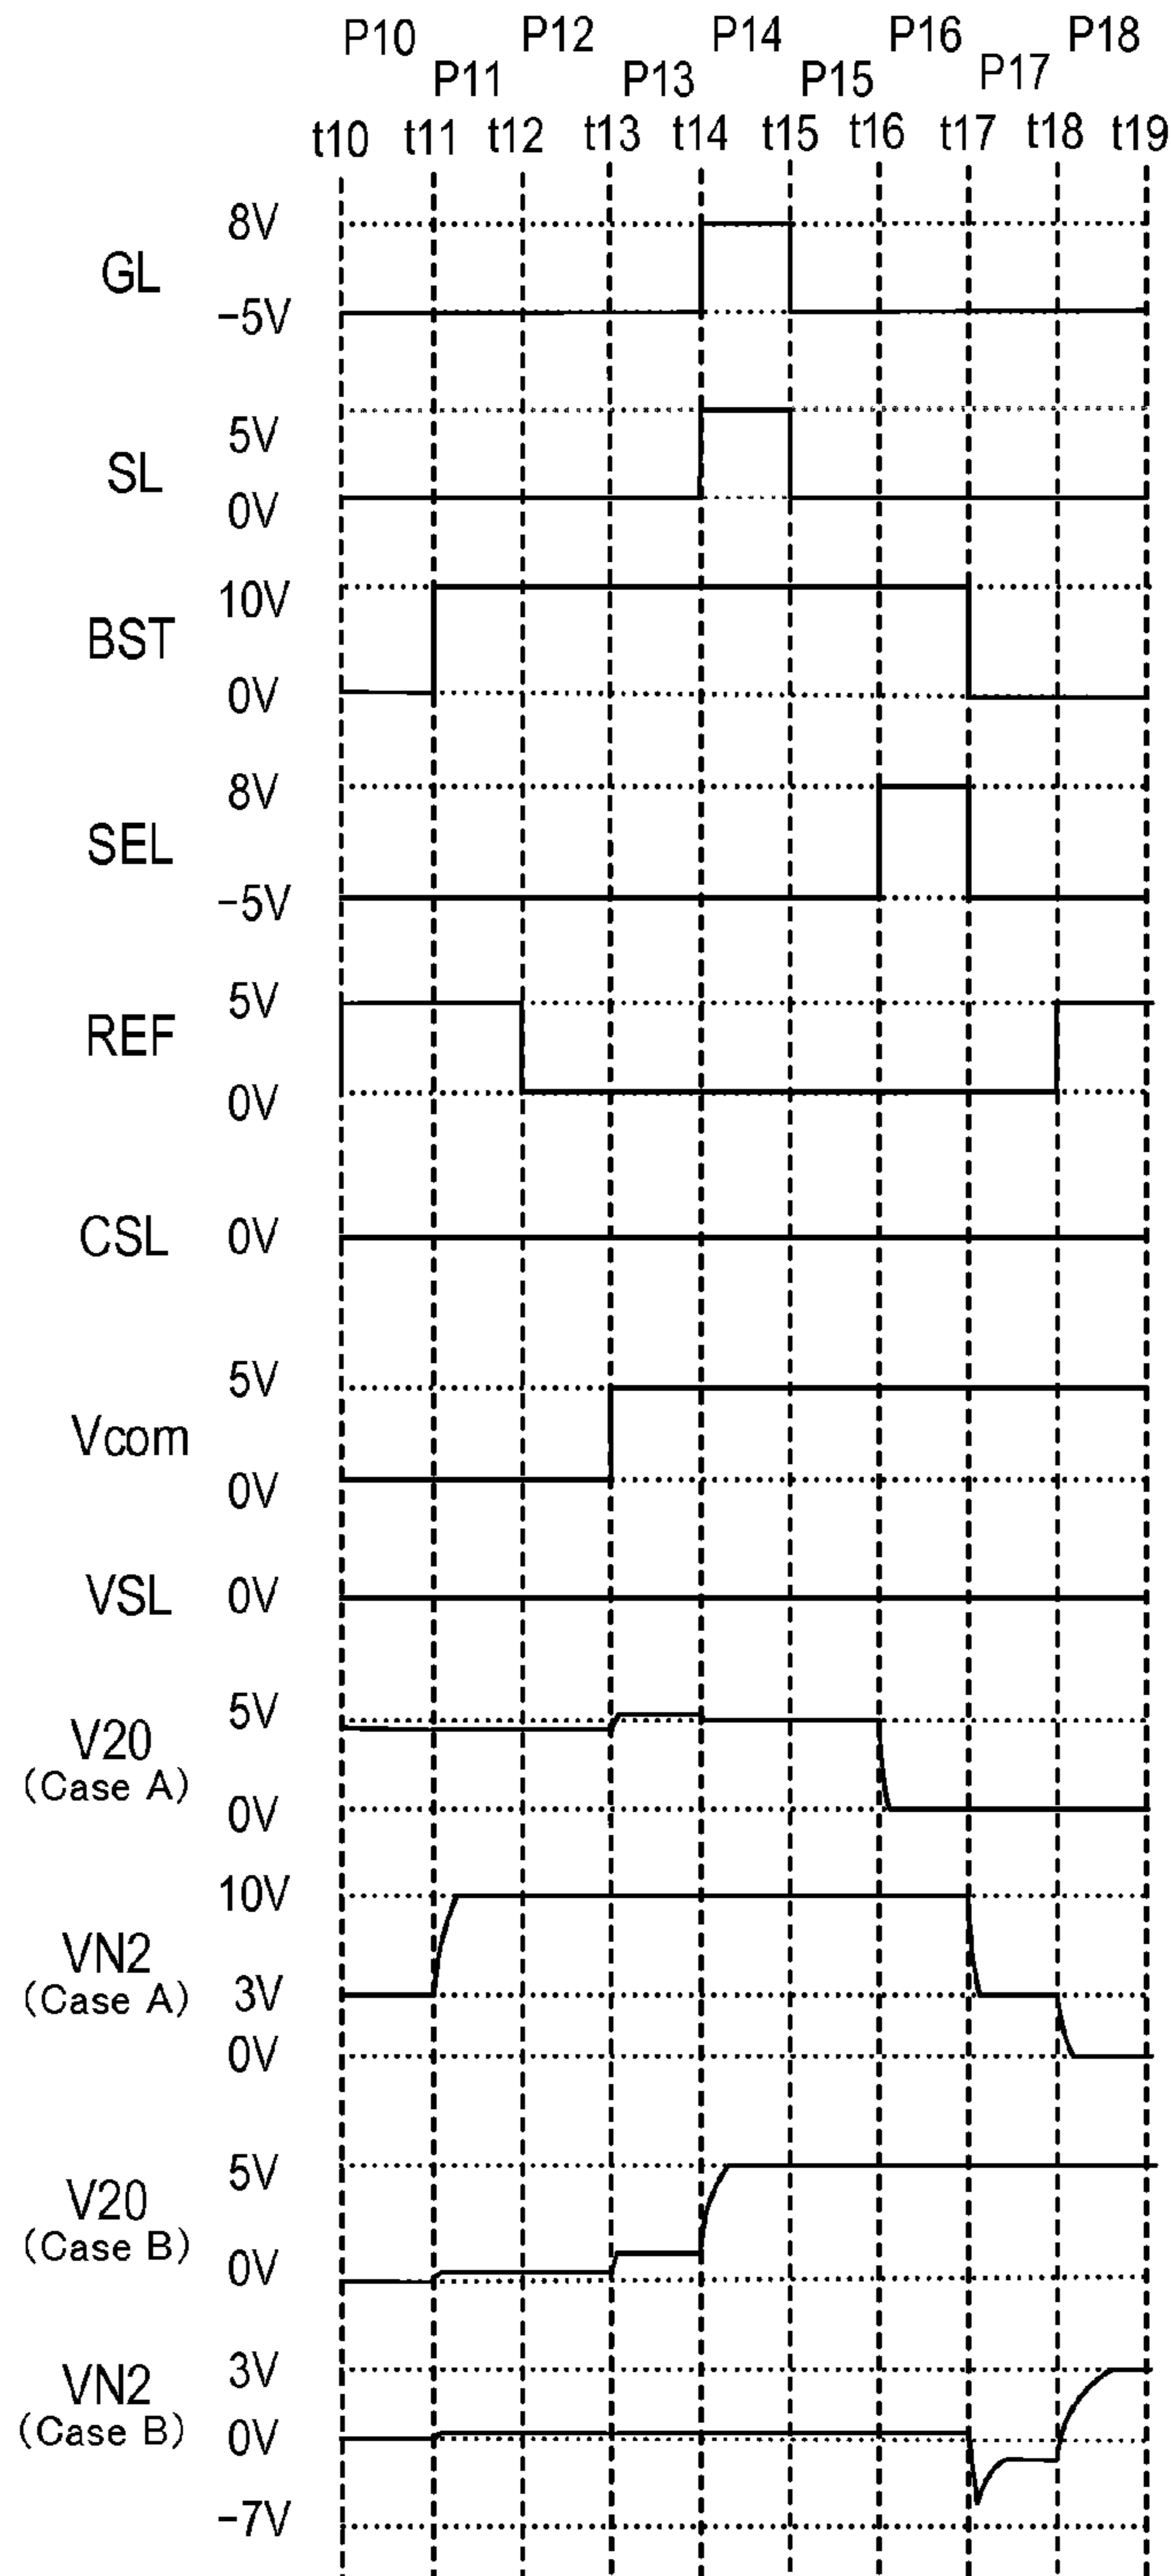 P10 P12 P14 P16 P18
P11 P13 P15 P17
t10 t11 t12 t13 t14 t15 t16 t17 t18 t19
8V
GL
−5V
5V
SL
0V
10V
BST
0V
8V
SEL
−5V
5V
REF
0V
CSL 0V
5V
Vcom
0V
VSL 0V
5V
V20
(Case A)
0V
10V
VN2
(Case A) 3V
0V
5V
V20
(Case B)
0V
3V
VN2
(Case B) 0V
−7V